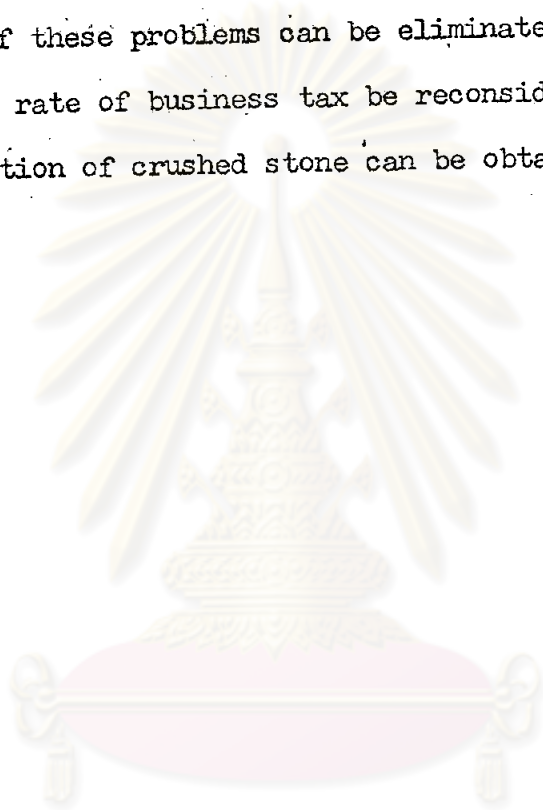 f these problems can be eliminate
rate of business tax be reconsid
tion of crushed stone can be obta